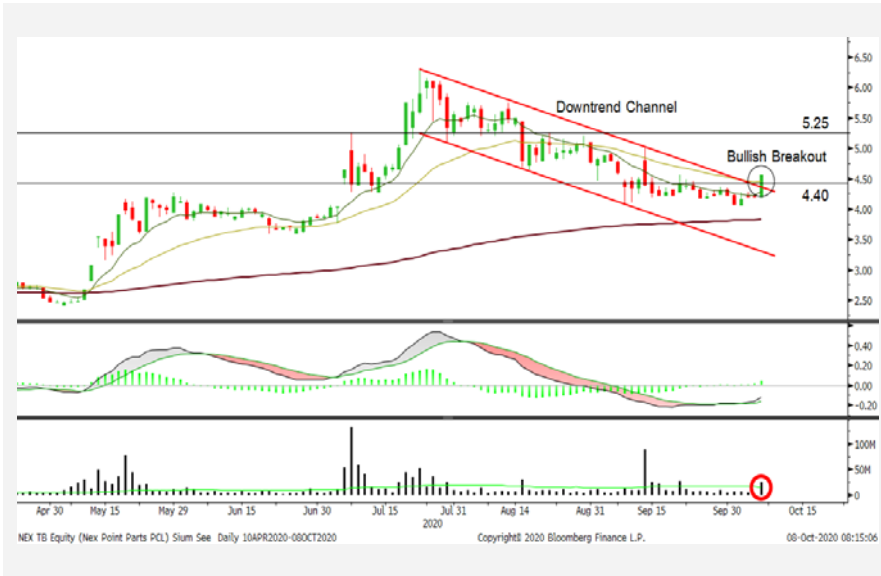 Downtrend Channel
5.25
Bullish Breakout
4.40
6.50
6.00
5.50
5.00
4.50
4.00
3.50
3.00
2.50
0.40
0.20
0.00
-0.20
100M
50M
0
Apr 30 May 15 May 29 Jun 15 Jun 30 Jul 15 Jul 31 Aug 14 Aug 31 Sep 15 Sep 30 Oct 15
2020
NEX TB Equity (Nex Point Parts PCL) Sium See Daily 10APR2020-08OCT2020 Copyright® 2020 Bloomberg Finance L.P. 08-Oct-2020 08:15:06